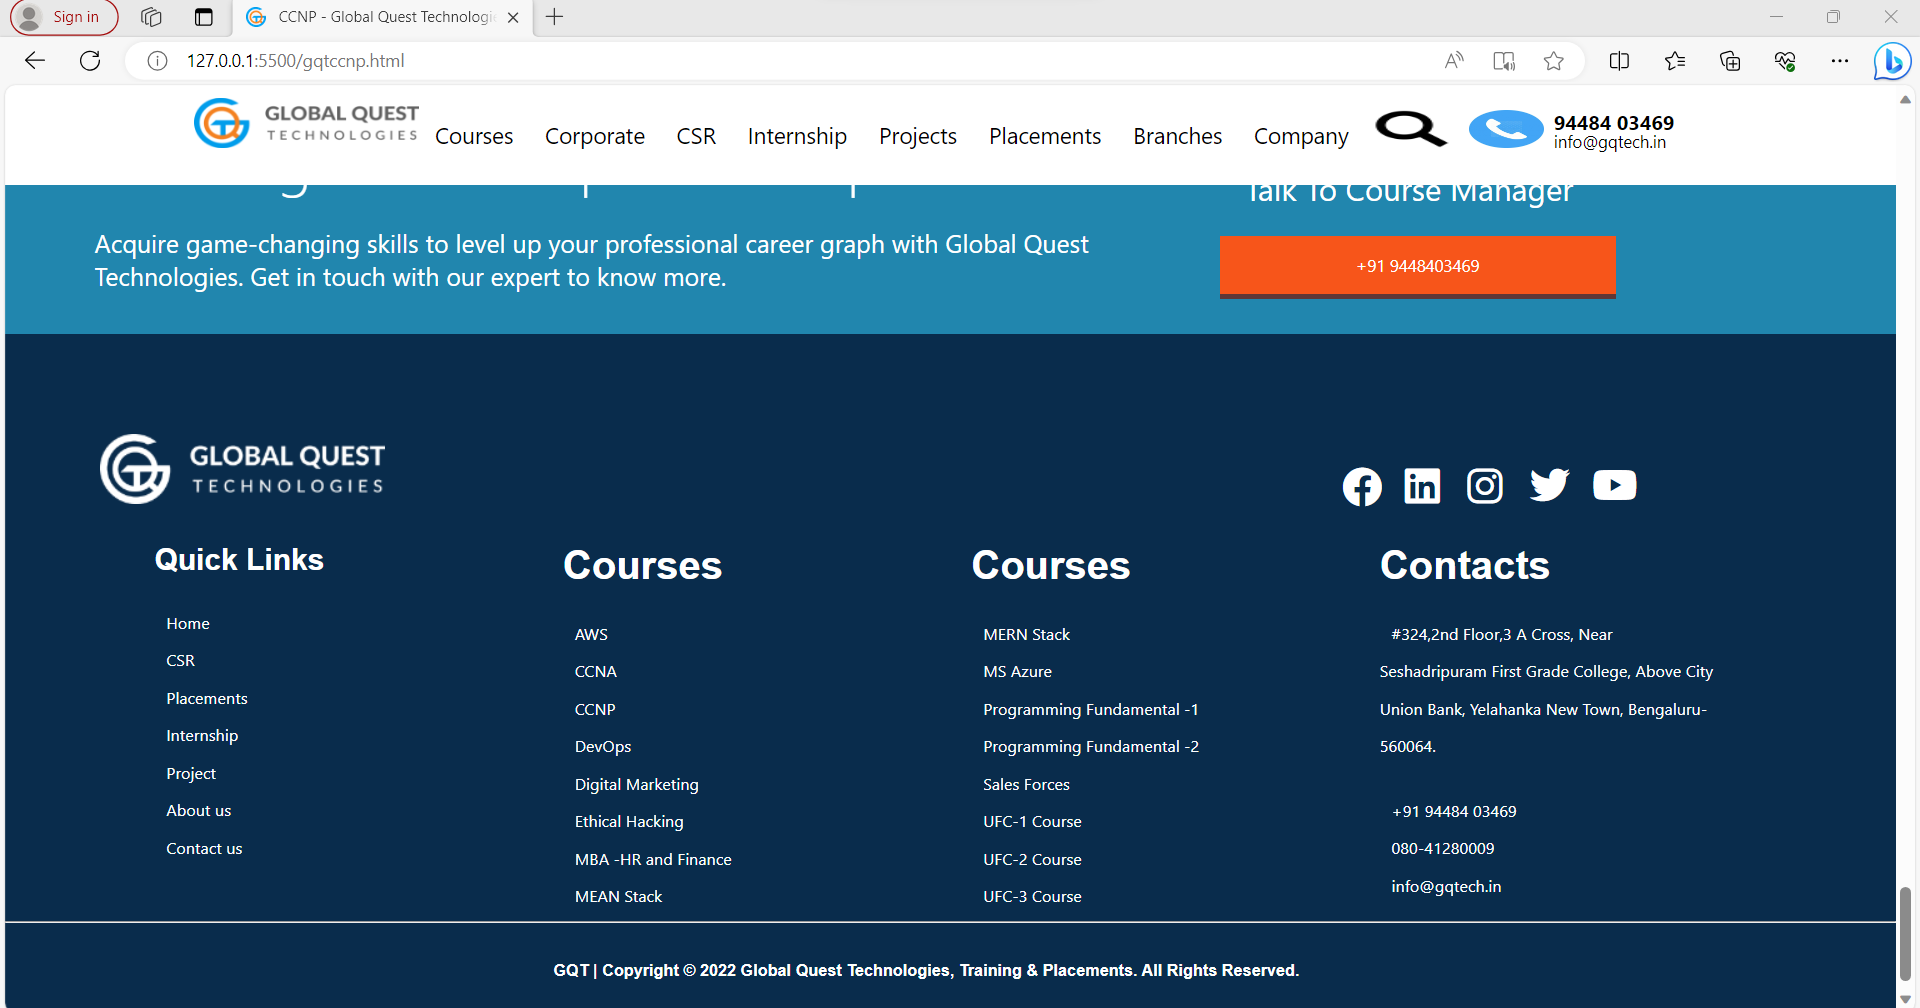 Sign in
CCNP - Global Quest Technologi
127.0.0.1:5500/gqtccnp.html
GLOBAL QUEST
TECHNOLOGIES
Courses Corporate CSR Internship Projects Placements Branches Company
94484 03469
info@gqtech.in
Talk To Course Manager
Acquire game-changing skills to level up your professional career graph with Global Quest
Technologies. Get in touch with our expert to know more.
+91 9448403469
GLOBAL QUEST
TECHNOLOGIES
Quick Links
Home
CSR
Placements
Internship
Project
About us
Contact us
Courses
AWS
CCNA
CCNP
DevOps
Digital Marketing
Ethical Hacking
MBA -HR and Finance
MEAN Stack
Courses
MERN Stack
MS Azure
Programming Fundamental -1
Programming Fundamental -2
Sales Forces
UFC-1 Course
UFC-2 Course
UFC-3 Course
Contacts
#324,2nd Floor,3 A Cross, Near
Seshadripuram First Grade College, Above City
Union Bank, Yelahanka New Town, Bengaluru-
560064.
+91 94484 03469
080-41280009
info@gqtech.in
GQT | Copyright © 2022 Global Quest Technologies, Training & Placements. All Rights Reserved.